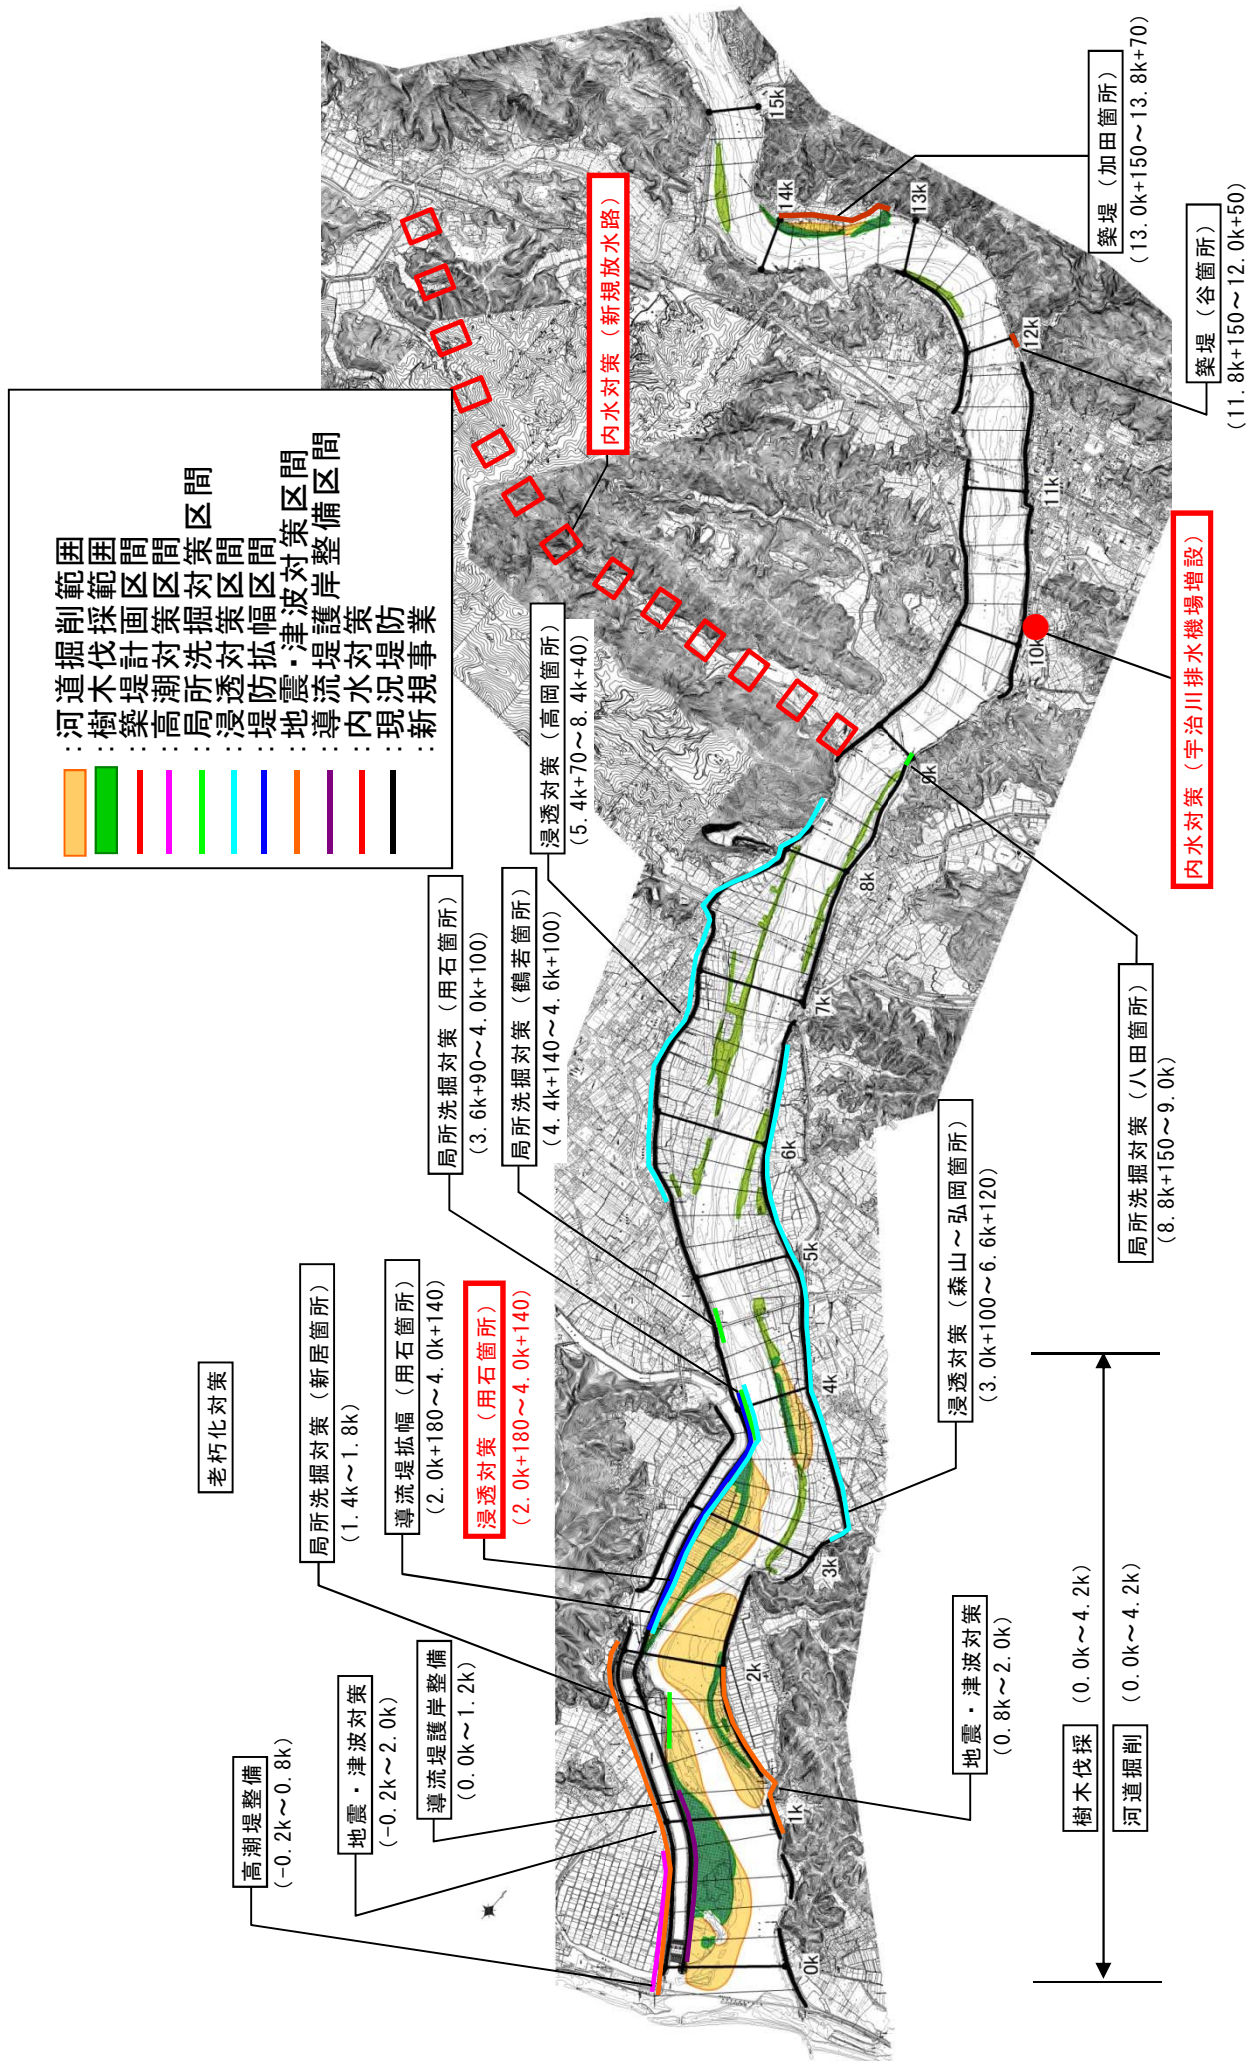 ：河道掘削範囲
：樹木伐採範囲
：築堤計画区間
：高潮対策区間
：局所洗掘対策区間
：浸透対策区間
：堤防拡幅区間
：地震・津波対策区間
：導流堤護岸整備区間
：内水対策
：現況堤防
：新規事業
老朽化対策
高潮堤整備
(-0.2k～0.8k)
地震・津波対策
(-0.2k～2.0k)
導流堤護岸整備
(0.0k～1.2k)
局所洗掘対策（新居箇所）
(1.4k～1.8k)
導流堤拡幅（用石箇所）
(2.0k+180～4.0k+140)
浸透対策（用石箇所）
(2.0k+180～4.0k+140)
局所洗掘対策（用石箇所）
(3.6k+90～4.0k+100)
局所洗掘対策（鶴若箇所）
(4.4k+140～4.6k+100)
浸透対策（高岡箇所）
(5.4k+70～8.4k+40)
内水対策（新規放水路）
築堤（加田箇所）
(13.0k+150～13.8k+70)
築堤（谷箇所）
(11.8k+150～12.0k+50)
内水対策（宇治川排水機場増設）
局所洗掘対策（八田箇所）
(8.8k+150～9.0k)
浸透対策（森山～弘岡箇所）
(3.0k+100～6.6k+120)
地震・津波対策
(0.8k～2.0k)
樹木伐採 (0.0k～4.2k)
河道掘削 (0.0k～4.2k)
0k
1k
2k
3k
4k
5k
6k
7k
8k
9k
10k
11k
12k
13k
14k
15k